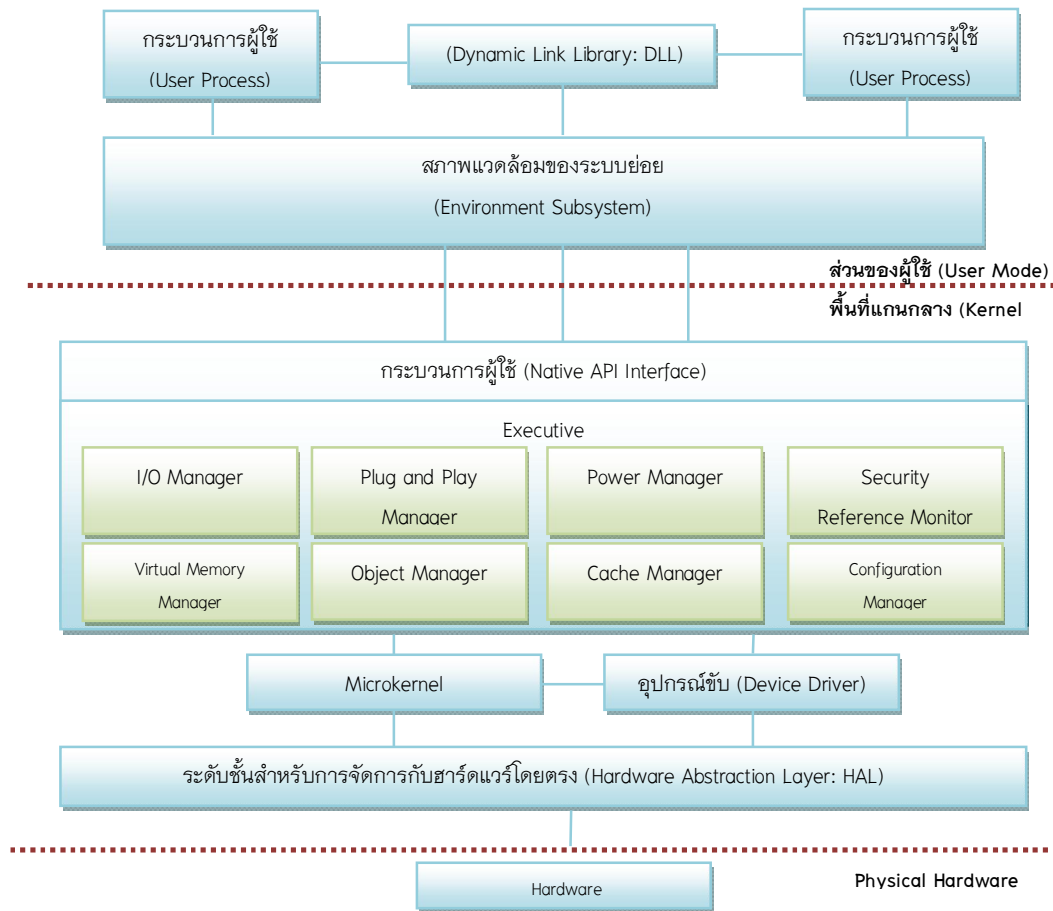 กระบวนการผู้ใช้
(User Process)
(Dynamic Link Library: DLL)
กระบวนการผู้ใช้
(User Process)
สภาพแวดล้อมของระบบย่อย
(Environment Subsystem)
ส่วนของผู้ใช้ (User Mode)
พื้นที่แกนกลาง (Kernel
กระบวนการผู้ใช้ (Native API Interface)
Executive
I/O Manager
Plug and Play
Manager
Power Manager
Security
Reference Monitor
Virtual Memory
Manager
Object Manager
Cache Manager
Configuration
Manager
Microkernel
อุปกรณ์ขับ (Device Driver)
ระดับชั้นสำหรับการจัดการกับฮาร์ดแวร์โดยตรง (Hardware Abstraction Layer: HAL)
Physical Hardware
Hardware